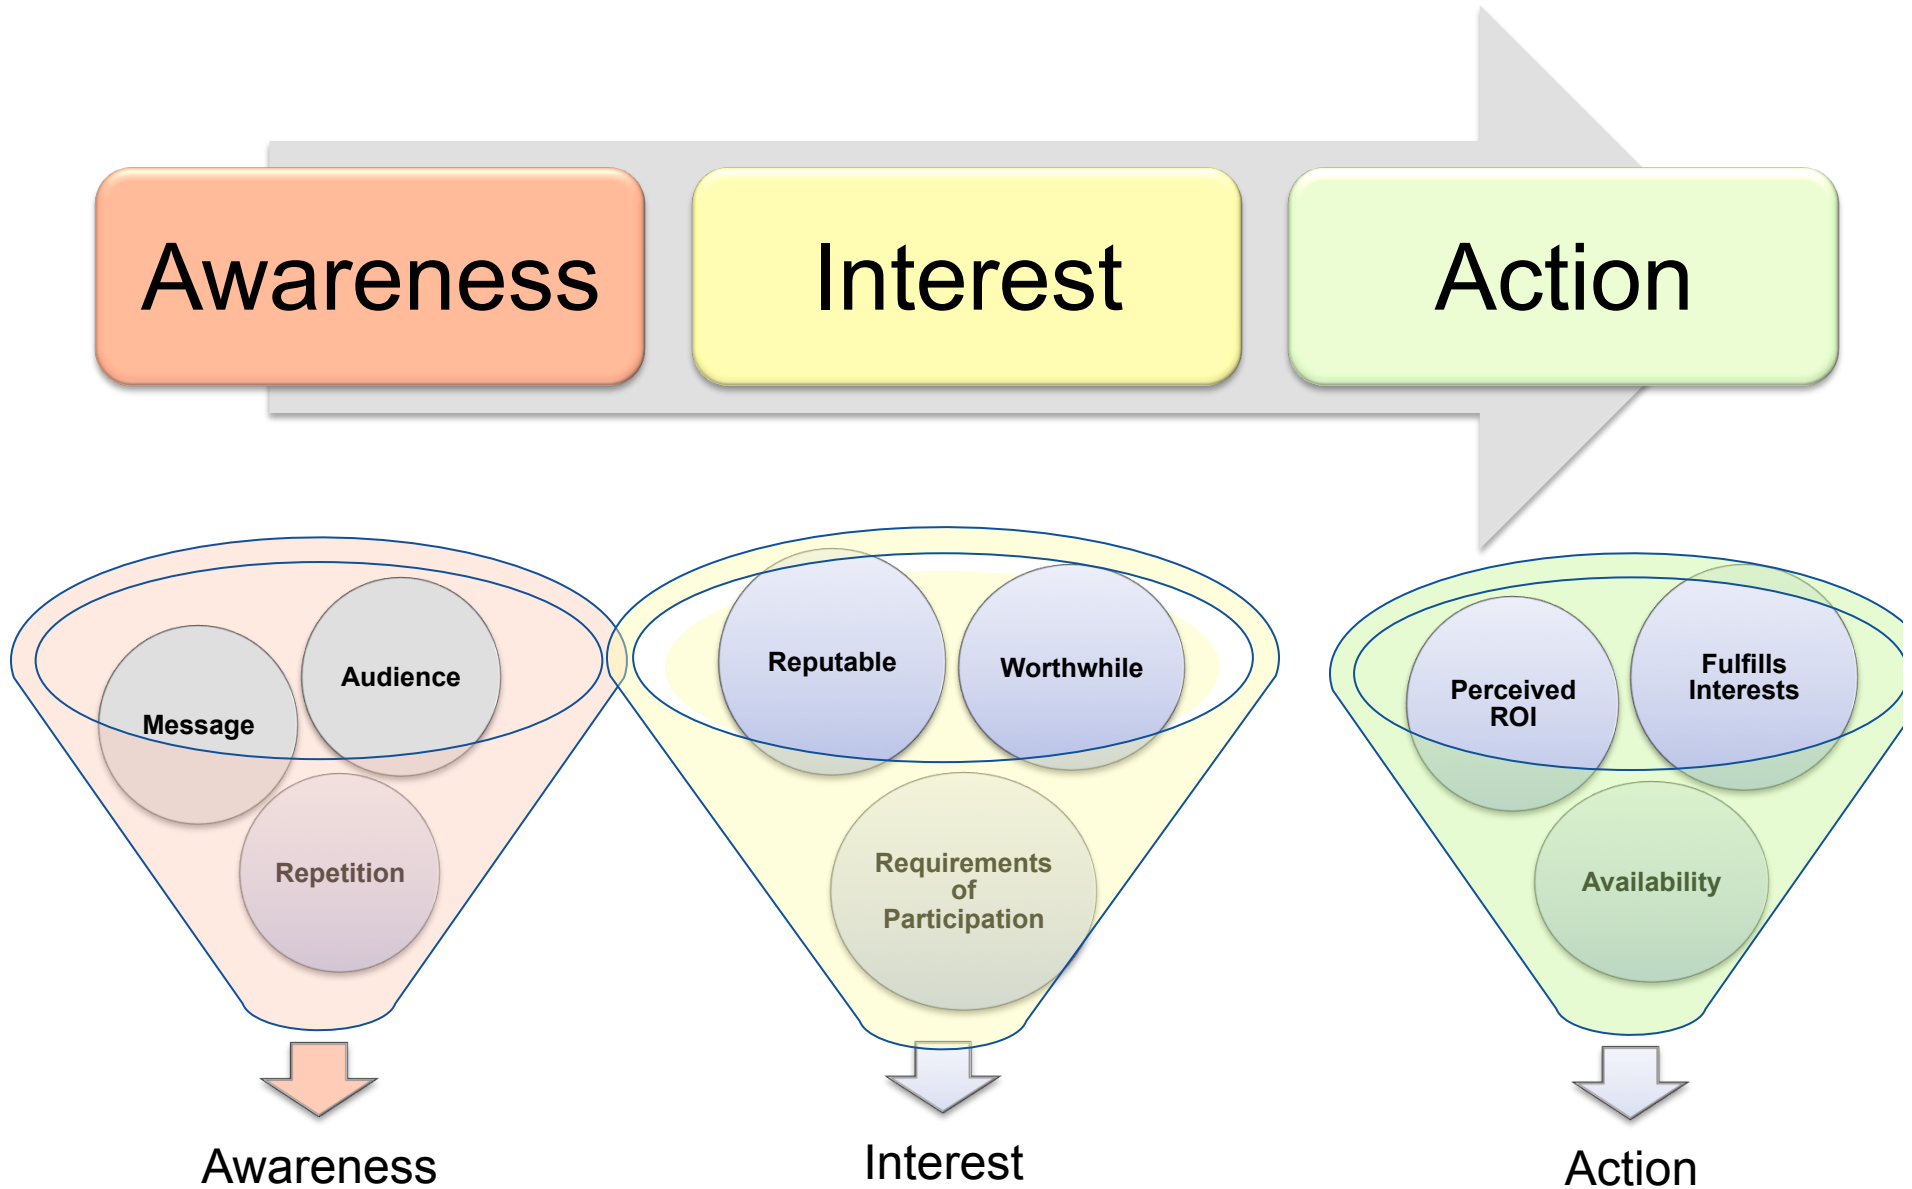 Awareness
Interest
Action
Message
Audience
Repetition
Reputable
Worthwhile
Requirements
of
Participation
Perceived
ROI
Fulfills
Interests
Availability
Awareness
Interest
Action